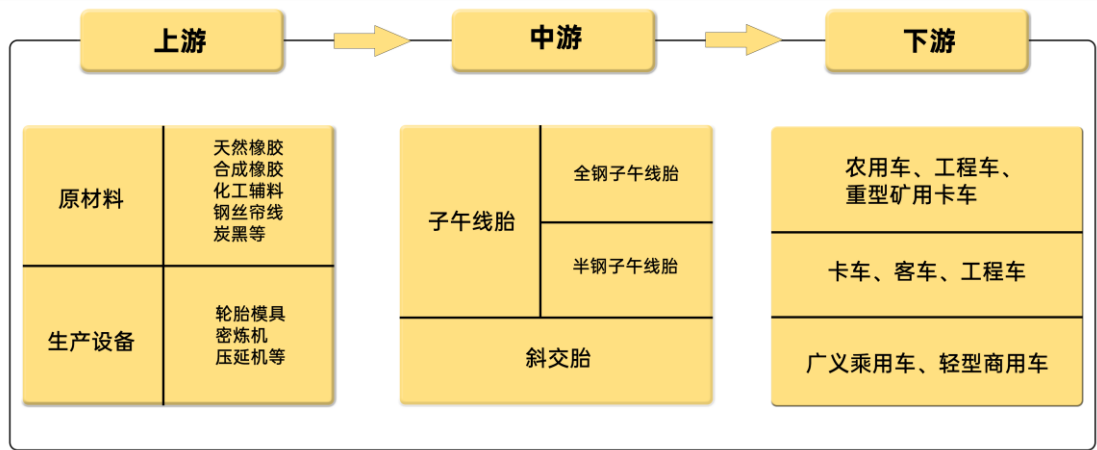 上游
中游
下游
原材料
天然橡胶
合成橡胶
化工辅料
钢丝帘线
炭黑等
生产设备
轮胎模具
密炼机
压延机等
子午线胎
全钢子午线胎
半钢子午线胎
斜交胎
农用车、工程车、
重型矿用卡车
卡车、客车、工程车
广义乘用车、轻型商用车